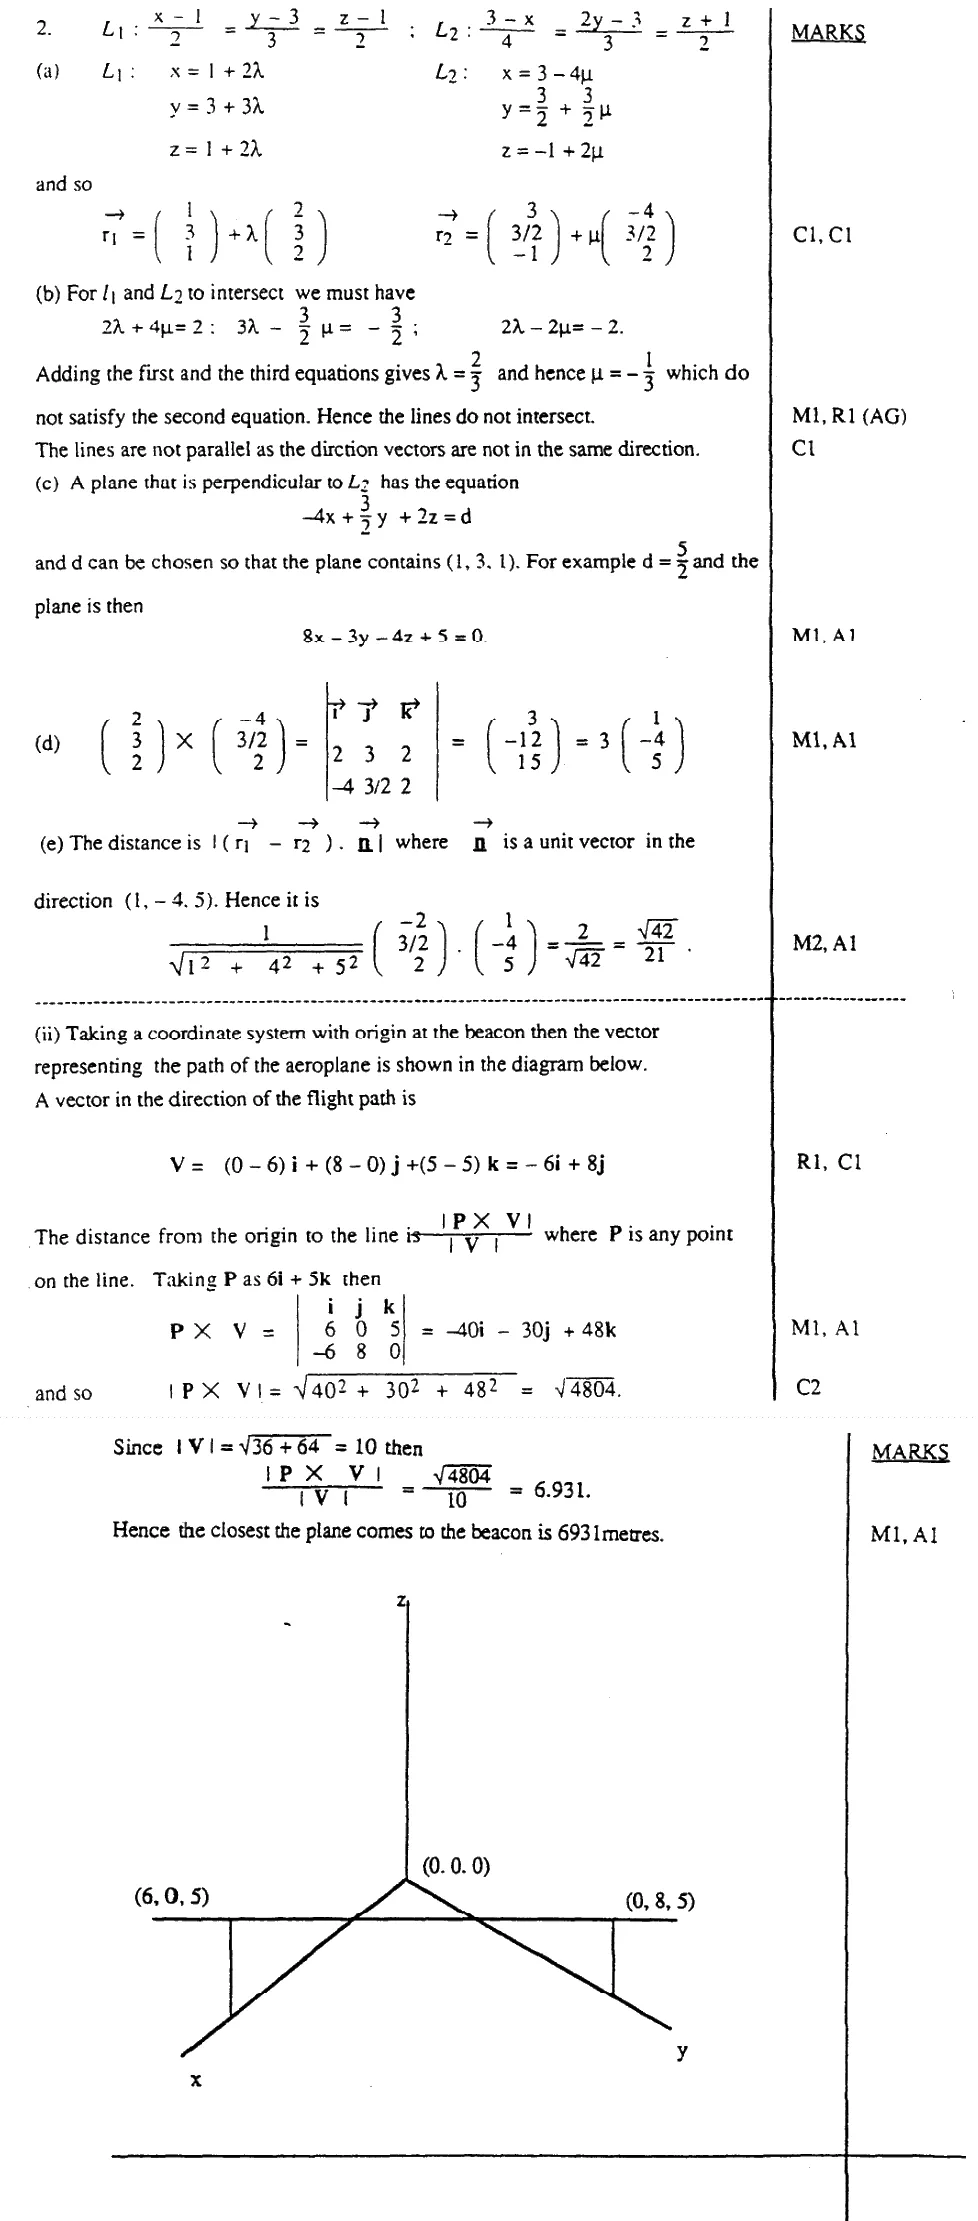 2. L1 : (x – 1)/2 = (y – 3)/3 = (z – 1)/2 ; L2 : (3 – x)/4 = (2y – 3)/3 = (z + 1)/2 MARKS
(a) L1 : x = 1 + 2λ L2 : x = 3 – 4μ
y = 3 + 3λ y = 3/2 + 3/2 μ
z = 1 + 2λ z = –1 + 2μ
and so
r1 = (1 3 1) + λ (2 3 2) r2 = (3 3/2 –1) + μ (–4 3/2 2) C1, C1
(b) For l1 and L2 to intersect we must have
2λ + 4μ= 2 : 3λ – 3/2 μ = – 3/2 ; 2λ – 2μ= – 2.
Adding the first and the third equations gives λ = 2/3 and hence μ = – 1/3 which do
not satisfy the second equation. Hence the lines do not intersect. M1, R1 (AG)
The lines are not parallel as the dirction vectors are not in the same direction. C1
(c) A plane that is perpendicular to L2 has the equation
–4x + 3/2 y + 2z = d
and d can be chosen so that the plane contains (1, 3, 1). For example d = 5/2 and the
plane is then
8x – 3y – 4z + 5 = 0. M1, A1
(d) (2 3 2) × (–4 3/2 2) = | i j k 2 3 2 –4 3/2 2 | = (3 –12 15) = 3 (1 –4 5) M1, A1
(e) The distance is | ( r1 – r2 ) . n | where n is a unit vector in the
direction (1, – 4, 5). Hence it is
1/√1² + 4² + 5² (–2 3/2 2) . (1 –4 5) = 2/√42 = √42/21 . M2, A1
(ii) Taking a coordinate system with origin at the beacon then the vector
representing the path of the aeroplane is shown in the diagram below.
A vector in the direction of the flight path is
V = (0 – 6) i + (8 – 0) j +(5 – 5) k = – 6i + 8j R1, C1
The distance from the origin to the line is | P × V | / | V | where P is any point
on the line. Taking P as 6i + 5k then
P × V = | i j k 6 0 5 –6 8 0 | = –40i – 30j + 48k M1, A1
and so | P × V | = √40² + 30² + 48² = √4804. C2
Since | V | = √36 + 64 = 10 then MARKS
| P × V | / | V | = √4804/10 = 6.931.
Hence the closest the plane comes to the beacon is 6931metres. M1, A1
z
(0. 0. 0)
(6, 0, 5) (0, 8, 5)
y
x